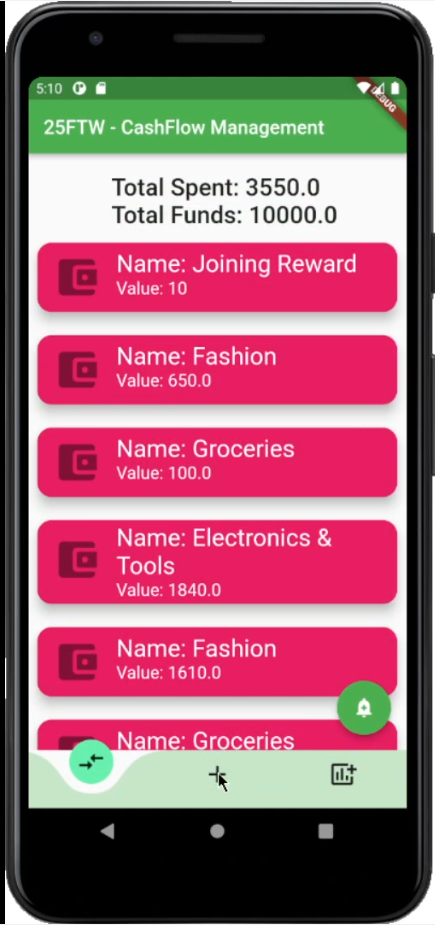 5:10
DEBUG
25FTW - CashFlow Management
Total Spent: 3550.0
Total Funds: 10000.0
Name: Joining Reward
Value: 10
Name: Fashion
Value: 650.0
Name: Groceries
Value: 100.0
Name: Electronics &
Tools
Value: 1840.0
Name: Fashion
Value: 1610.0
Name: Groceries